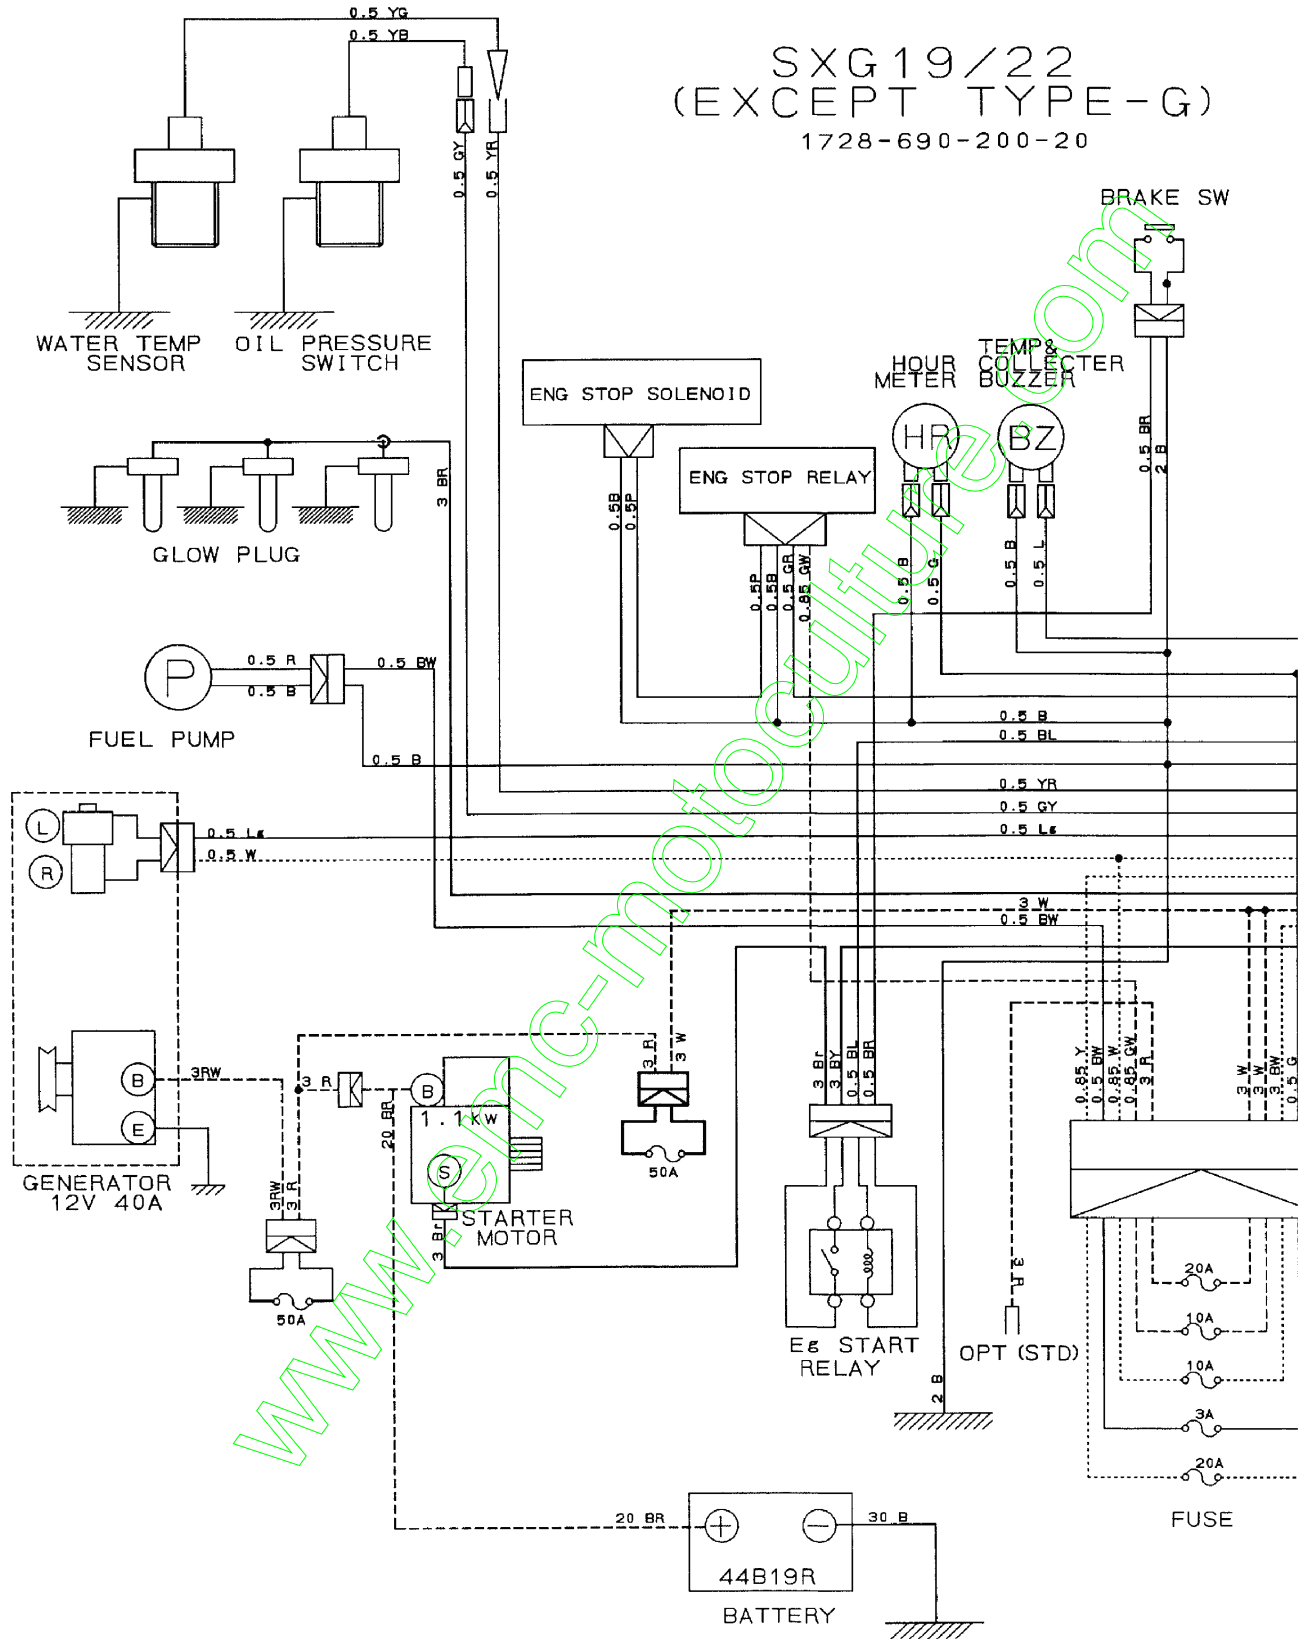 0.5 YG
0.5 YB
SXG19/22
(EXCEPT TYPE-G)
1728-690-200-20
0.5 GY
0.5 YR
BRAKE SW
WATER TEMP
SENSOR
OIL PRESSURE
SWITCH
ENG STOP SOLENOID
HOUR
METER
TEMP&
COLLECTER
BUZZER
HR
BZ
0.5 BR
2 B
ENG STOP RELAY
3 BR
0.5B
0.5P
GLOW PLUG
0.5P
0.5B
0.5 GR
0.85 GW
0.5 B
0.5 G
0.5 B
0.5 L
P
0.5 R
0.5 B
0.5 BW
FUEL PUMP
0.5 B
0.5 B
0.5 BL
0.5 YR
0.5 GY
0.5 Lg
L
R
0.5 Lg
0.5 W
3 W
0.5 BW
3 R
3 W
3 Br
3 BY
0.5 BL
0.5 BR
0.85 Y
0.5 BW
0.85 W
0.85 GW
3 R
3 W
3 W
3 BW
0.5 G
B
E
3RW
3 R
B
1.1KW
S
20 BR
50A
GENERATOR
12V 40A
3RW
3 R
50A
3 Br
STARTER
MOTOR
Eg START
RELAY
3 R
OPT (STD)
2 B
20A
10A
10A
3A
20A
FUSE
20 BR
+
−
30 B
44B19R
BATTERY
www.emc-motoculture.com